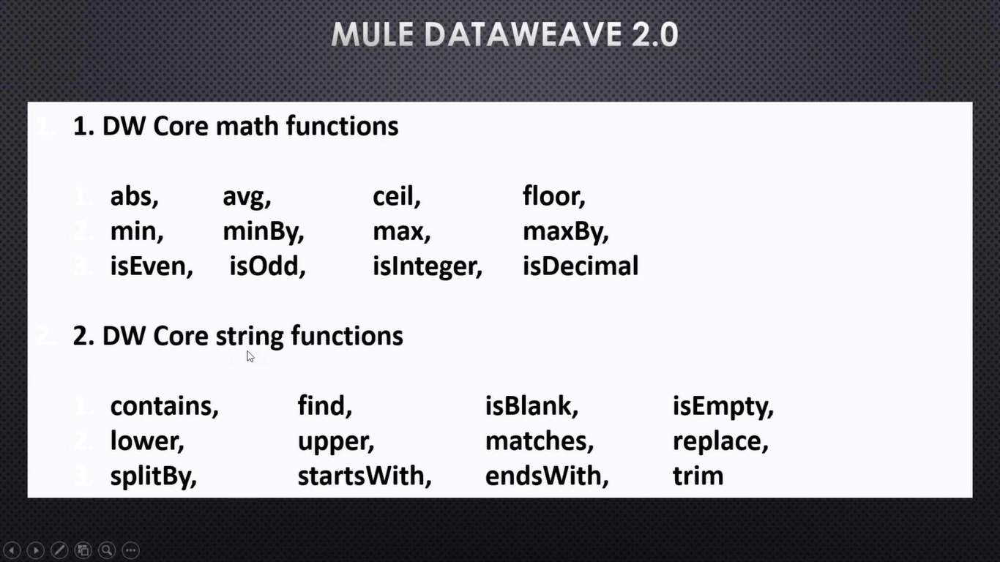 MULE DATAWEAVE 2.0
1. 1. DW Core math functions
1. abs, avg, ceil, floor,
2. min, minBy, max, maxBy,
3. isEven, isOdd, isInteger, isDecimal
2. 2. DW Core string functions
1. contains, find, isBlank, isEmpty,
2. lower, upper, matches, replace,
3. splitBy, startsWith, endsWith, trim